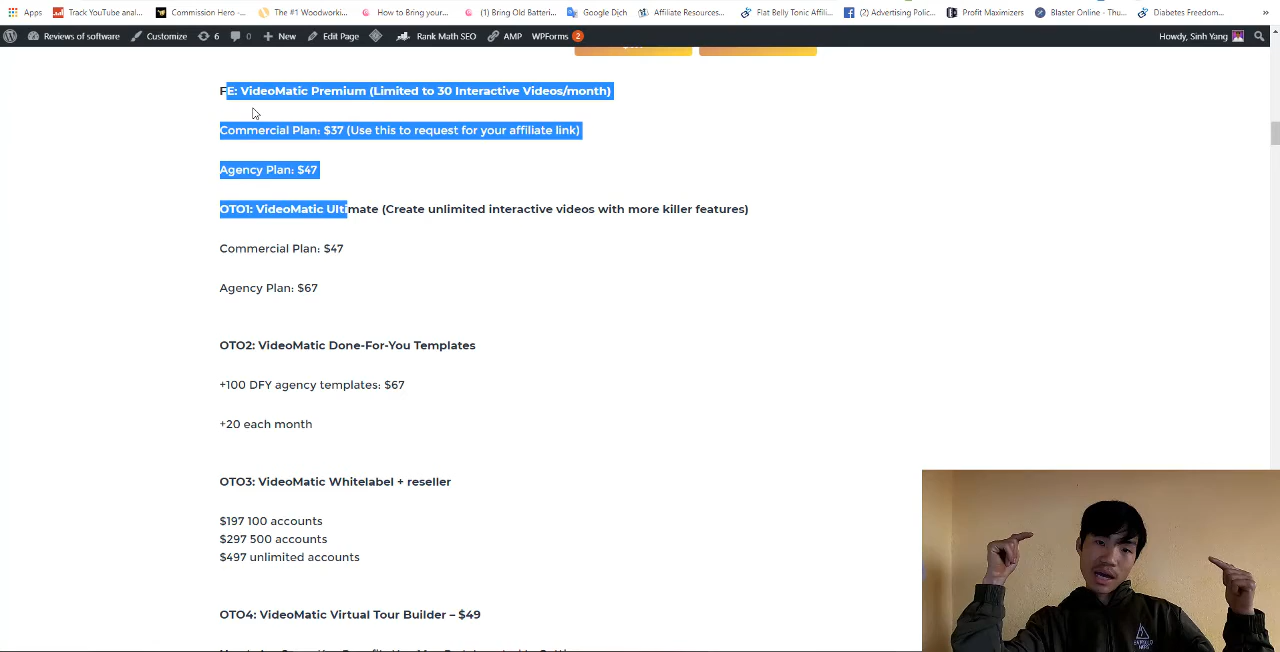 Apps
Track YouTube anal...
Commission Hero -...
The #1 Woodworki...
How to Bring your...
(1) Bring Old Batteri...
Google Dịch
Affiliate Resources...
Flat Belly Tonic Affili...
(2) Advertising Polic...
Profit Maximizers
Blaster Online - Thu...
Diabetes Freedom...
»
Reviews of software
Customize
6
0
New
Edit Page
Rank Math SEO
AMP
WPForms 2
Howdy, Sinh Yang
FE: VideoMatic Premium (Limited to 30 Interactive Videos/month)
Commercial Plan: $37 (Use this to request for your affiliate link)
Agency Plan: $47
OTO1: VideoMatic Ultimate (Create unlimited interactive videos with more killer features)
Commercial Plan: $47
Agency Plan: $67
OTO2: VideoMatic Done-For-You Templates
+100 DFY agency templates: $67
+20 each month
OTO3: VideoMatic Whitelabel + reseller
$197 100 accounts
$297 500 accounts
$497 unlimited accounts
OTO4: VideoMatic Virtual Tour Builder – $49